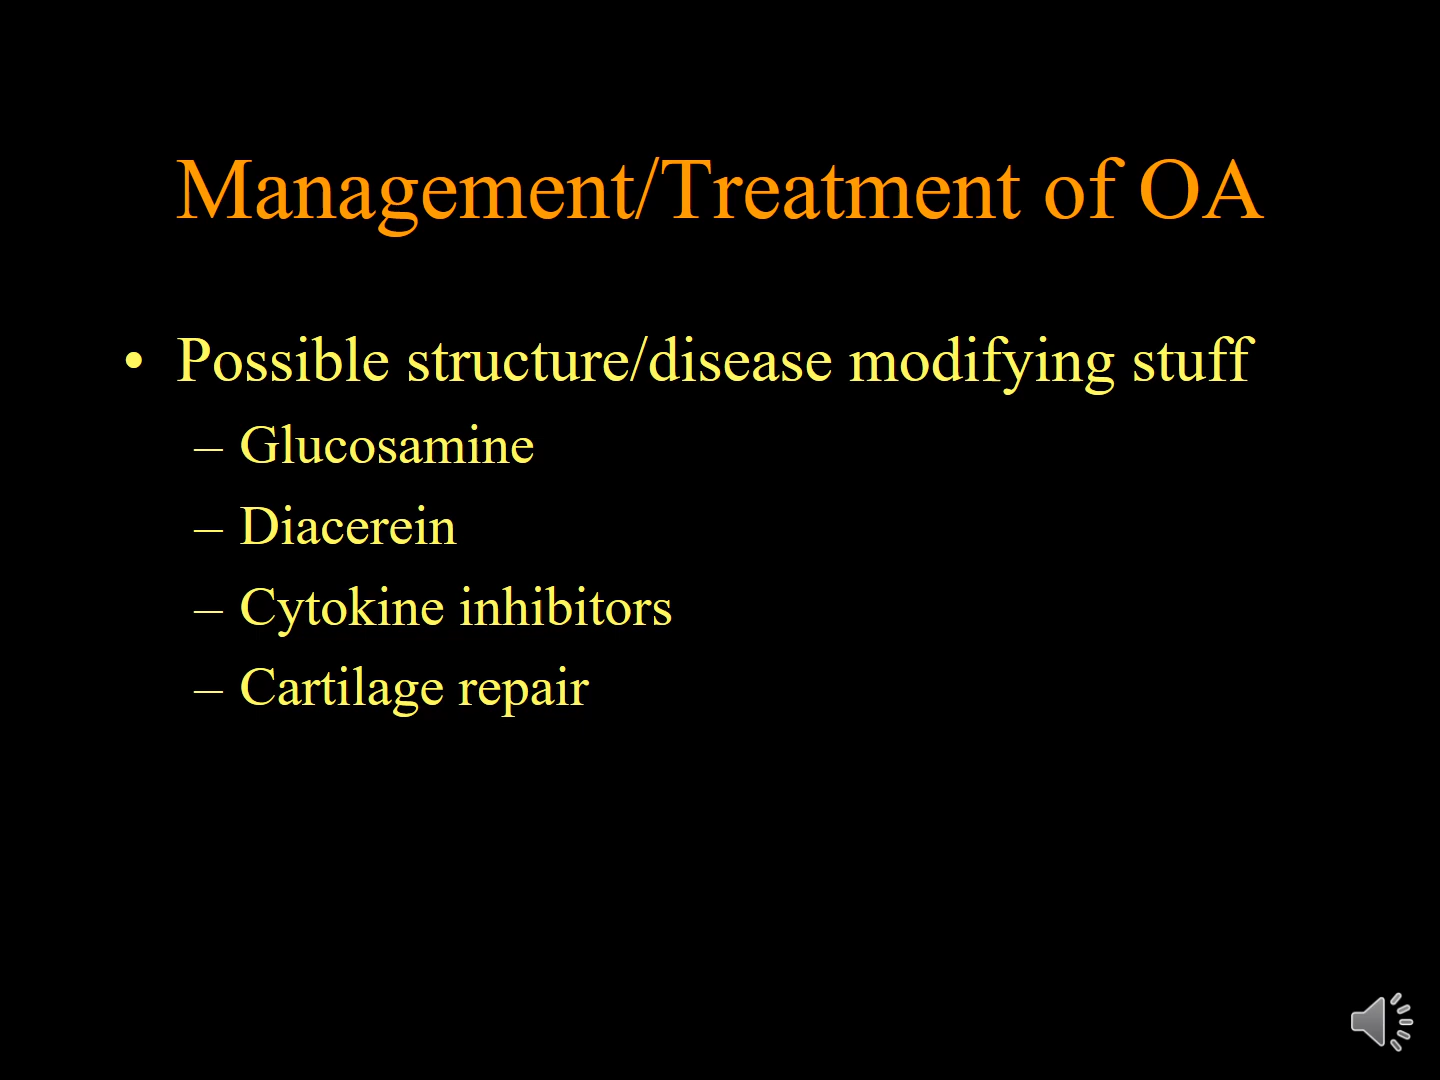 Management/Treatment of OA
• Possible structure/disease modifying stuff
– Glucosamine
– Diacerein
– Cytokine inhibitors
– Cartilage repair